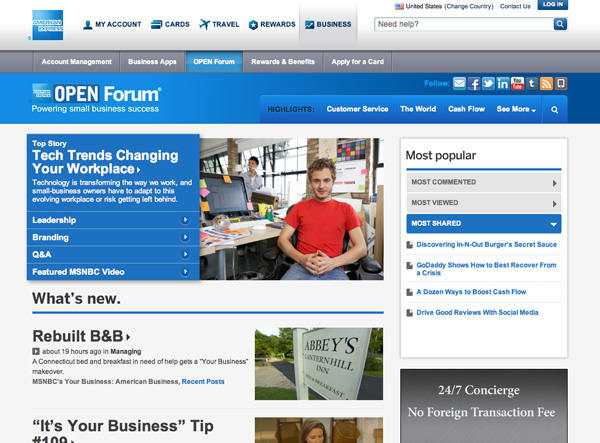 United States (Change Country) Contact Us LOG IN
AMERICAN EXPRESS
MY ACCOUNT CARDS TRAVEL REWARDS BUSINESS
Need help?
Account Management Business Apps OPEN Forum Rewards & Benefits Apply for a Card
Follow:
You Tube
OPEN Forum®
Powering small business success
HIGHLIGHTS: Customer Service The World Cash Flow See More
Top Story
Tech Trends Changing
Your Workplace
Technology is transforming the way we work, and
small-business owners have to adapt to this
evolving workplace or risk getting left behind.
Leadership
Branding
Q&A
Featured MSNBC Video
Most popular
MOST COMMENTED
MOST VIEWED
MOST SHARED
Discovering In-N-Out Burger's Secret Sauce
GoDaddy Shows How to Best Recover From
a Crisis
A Dozen Ways to Boost Cash Flow
Drive Good Reviews With Social Media
What's new.
Rebuilt B&B
about 19 hours ago in Managing
A Connecticut bed and breakfast in need of help gets a "Your Business"
makeover.
MSNBC's Your Business: American Business, Recent Posts
ABBEY'S
LANTERN HILL
INN
BED & BREAKFAST
"It's Your Business" Tip
#109
24/7 Concierge
No Foreign Transaction Fee